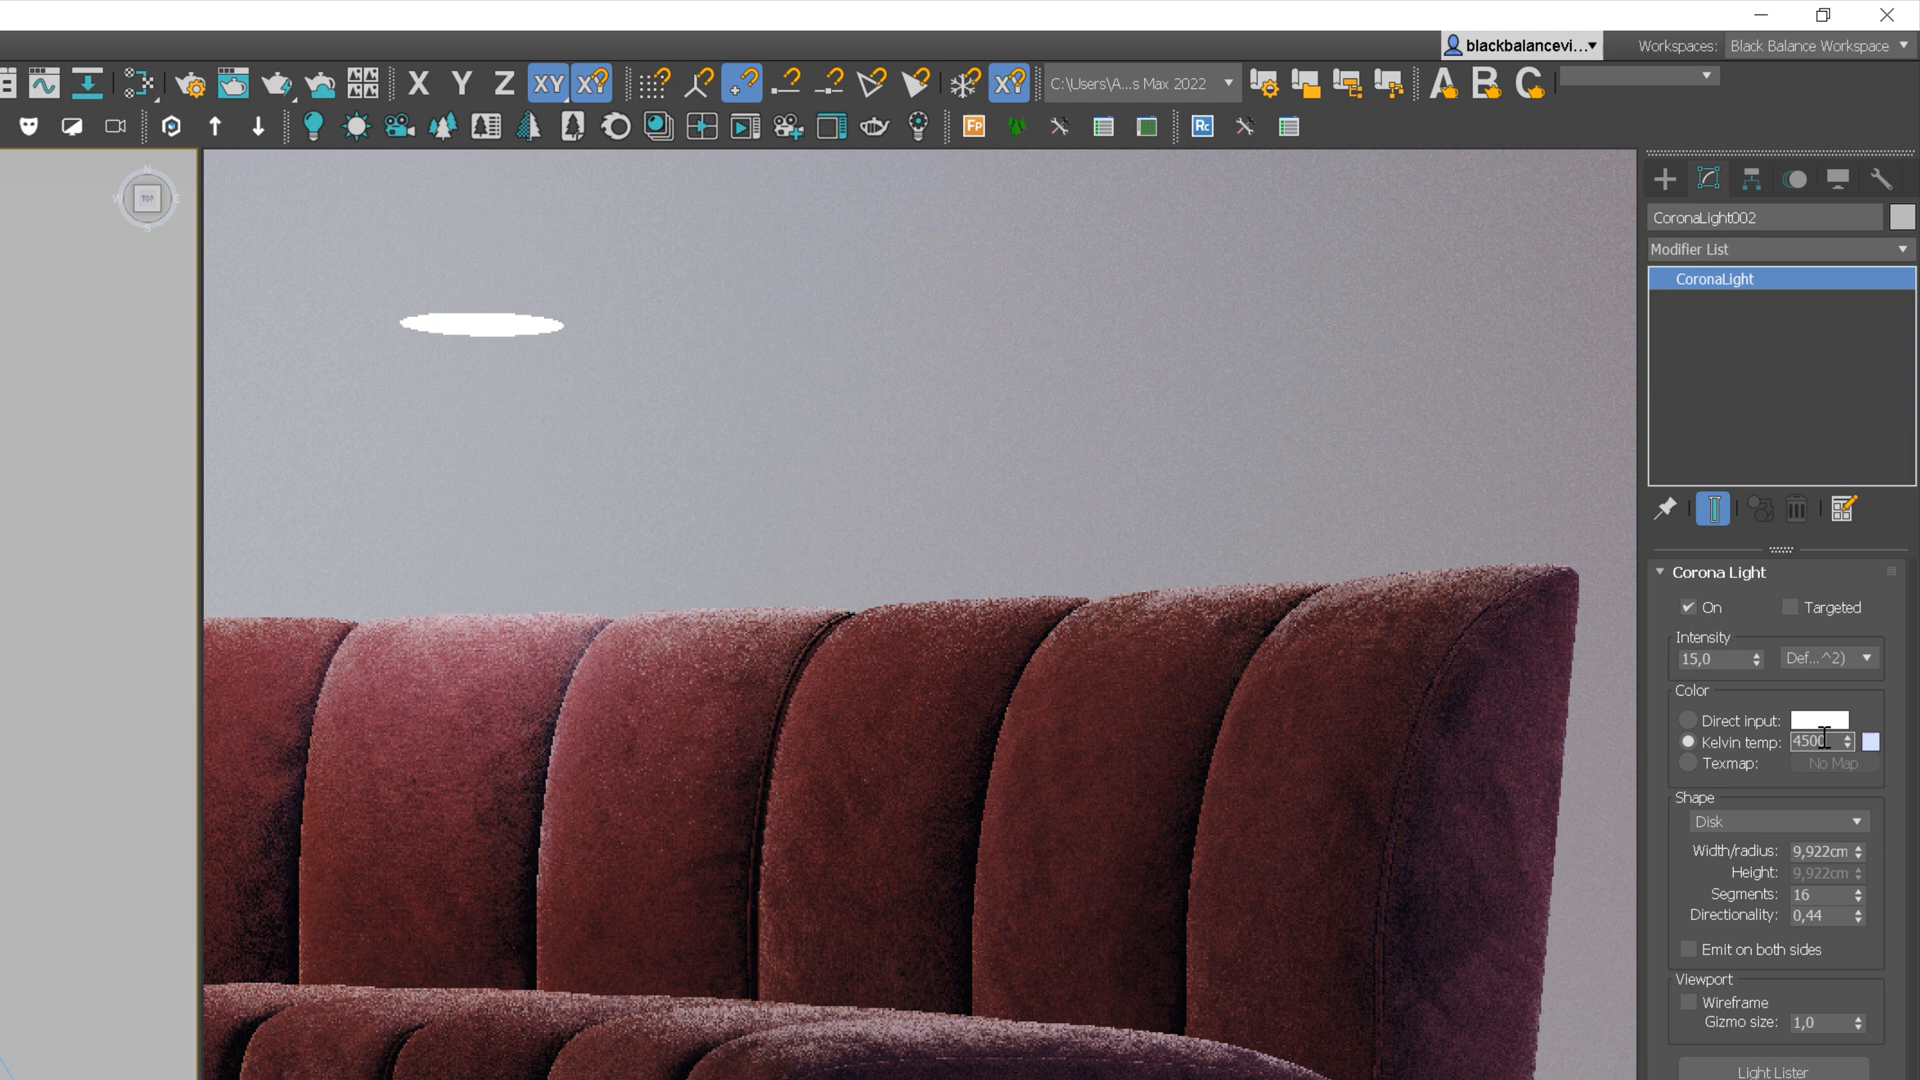 blackbalancevi...
Workspaces: Black Balance Workspace
X Y Z XY
C:\Users\A...s Max 2022
A B C
Fp
Rc
N
W TOP E
S
CoronaLight002
Modifier List
CoronaLight
Corona Light
On Targeted
Intensity
15,0 Def...^2)
Color
Direct input:
Kelvin temp: 4500
Texmap: No Map
Shape
Disk
Width/radius: 9,922cm
Height: 9,922cm
Segments: 16
Directionality: 0,44
Emit on both sides
Viewport
Wireframe
Gizmo size: 1,0
Light Lister